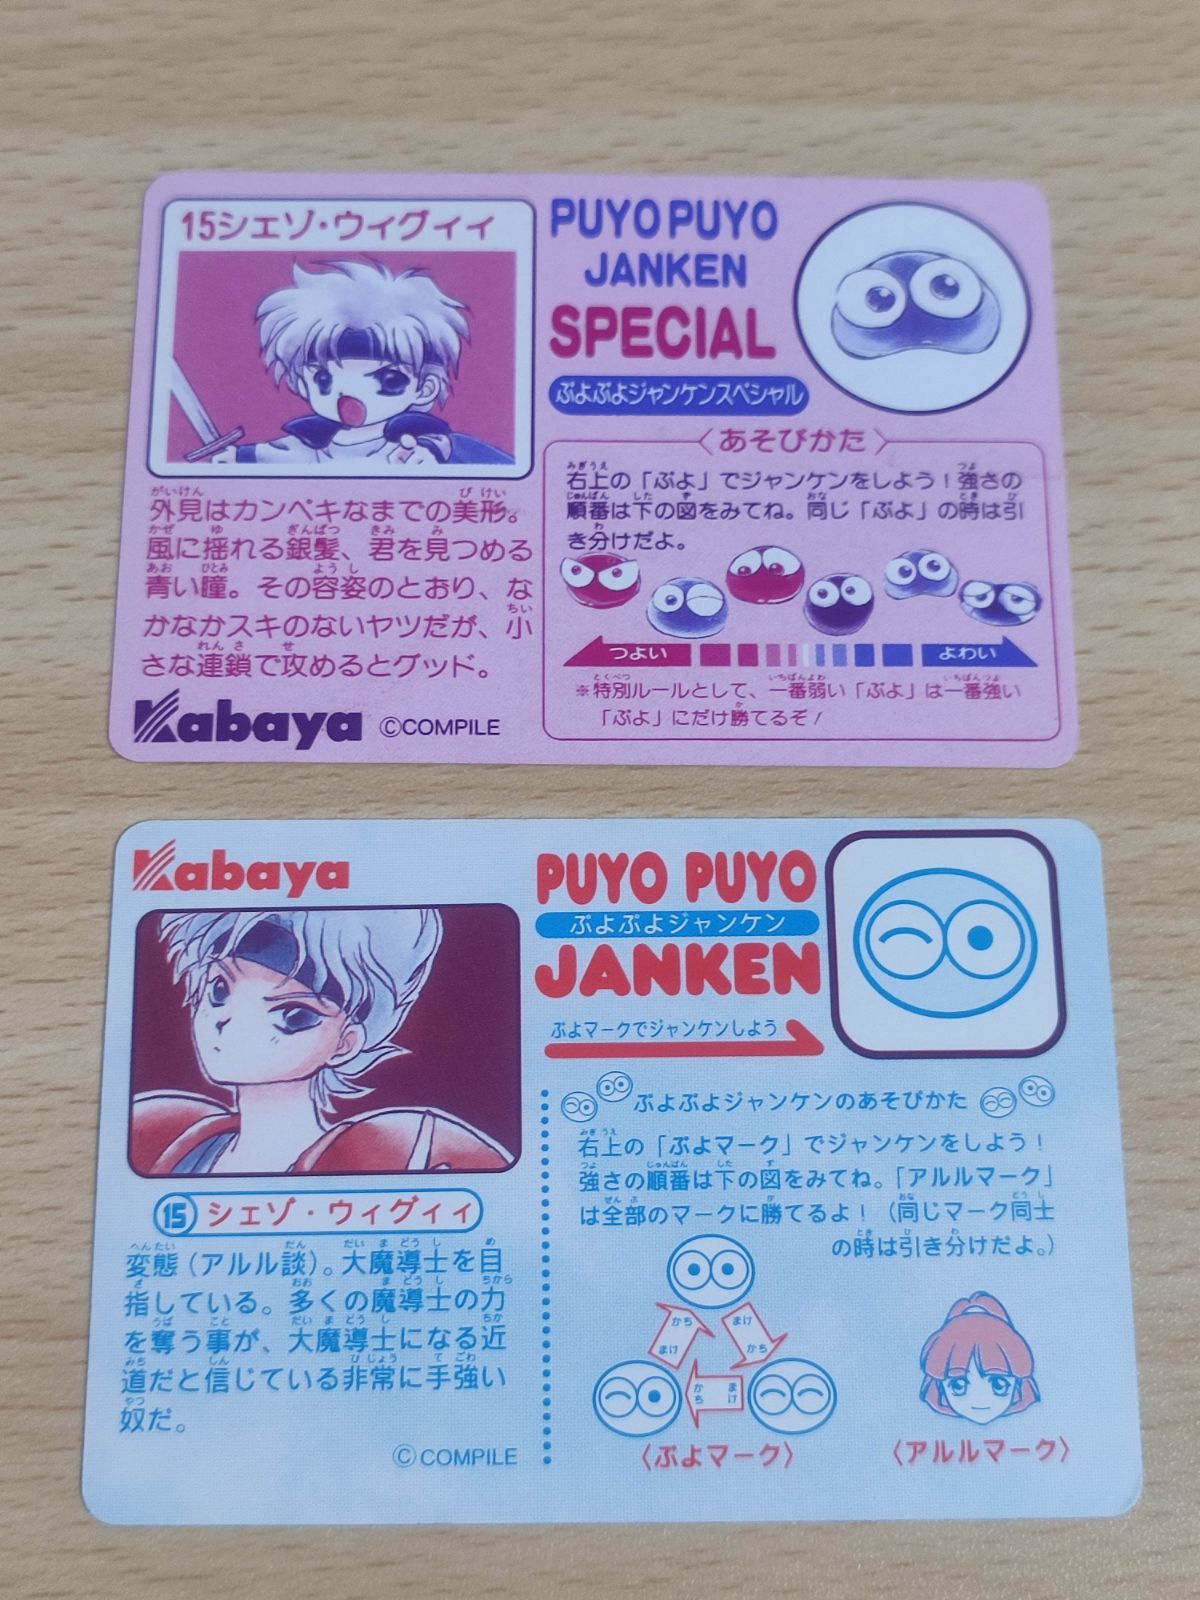 15シェゾ・ウィグィィ
外見はカンペキなまでの美形。
風に揺れる銀髪、君を見つめる
青い瞳。その容姿のとおり、な
かなかスキのないヤツだが、小
さな連鎖で攻めるとグッド。
Kabaya ©COMPILE
PUYO PUYO
JANKEN
SPECIAL
ぷよぷよジャンケンスペシャル
〈あそびかた〉
右上の「ぷよ」でジャンケンをしよう！強さの
順番は下の図をみてね。同じ「ぷよ」の時は引
き分けだよ。
つよい よわい
※特別ルールとして、一番弱い「ぷよ」は一番強い
「ぷよ」にだけ勝てるぞ！
Kabaya
15 シェゾ・ウィグィィ
変態（アルル談）。大魔導士を目
指している。多くの魔導士の力
を奪う事が、大魔導士になる近
道だと信じている非常に手強い
奴だ。
©COMPILE
PUYO PUYO
ぷよぷよジャンケン
JANKEN
ぷよマークでジャンケンしよう
ぷよぷよジャンケンのあそびかた
右上の「ぷよマーク」でジャンケンをしよう！
強さの順番は下の図をみてね。「アルルマーク」
は全部のマークに勝てるよ！（同じマーク同士
の時は引き分けだよ。）
かち まけ
まけ かち
かち まけ
〈ぷよマーク〉
〈アルルマーク〉